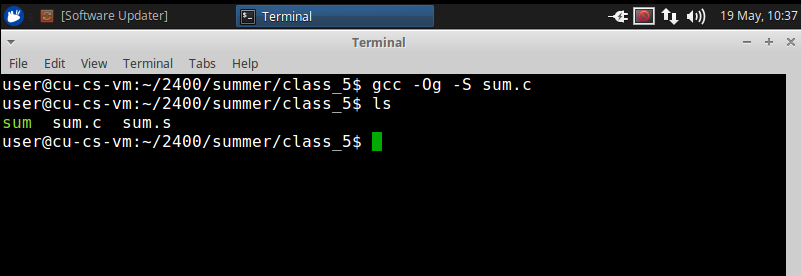 [Software Updater]
Terminal
19 May, 10:37
Terminal
File Edit View Terminal Tabs Help
user@cu-cs-vm:~/2400/summer/class_5$ gcc -Og -S sum.c
user@cu-cs-vm:~/2400/summer/class_5$ ls
sum  sum.c  sum.s
user@cu-cs-vm:~/2400/summer/class_5$